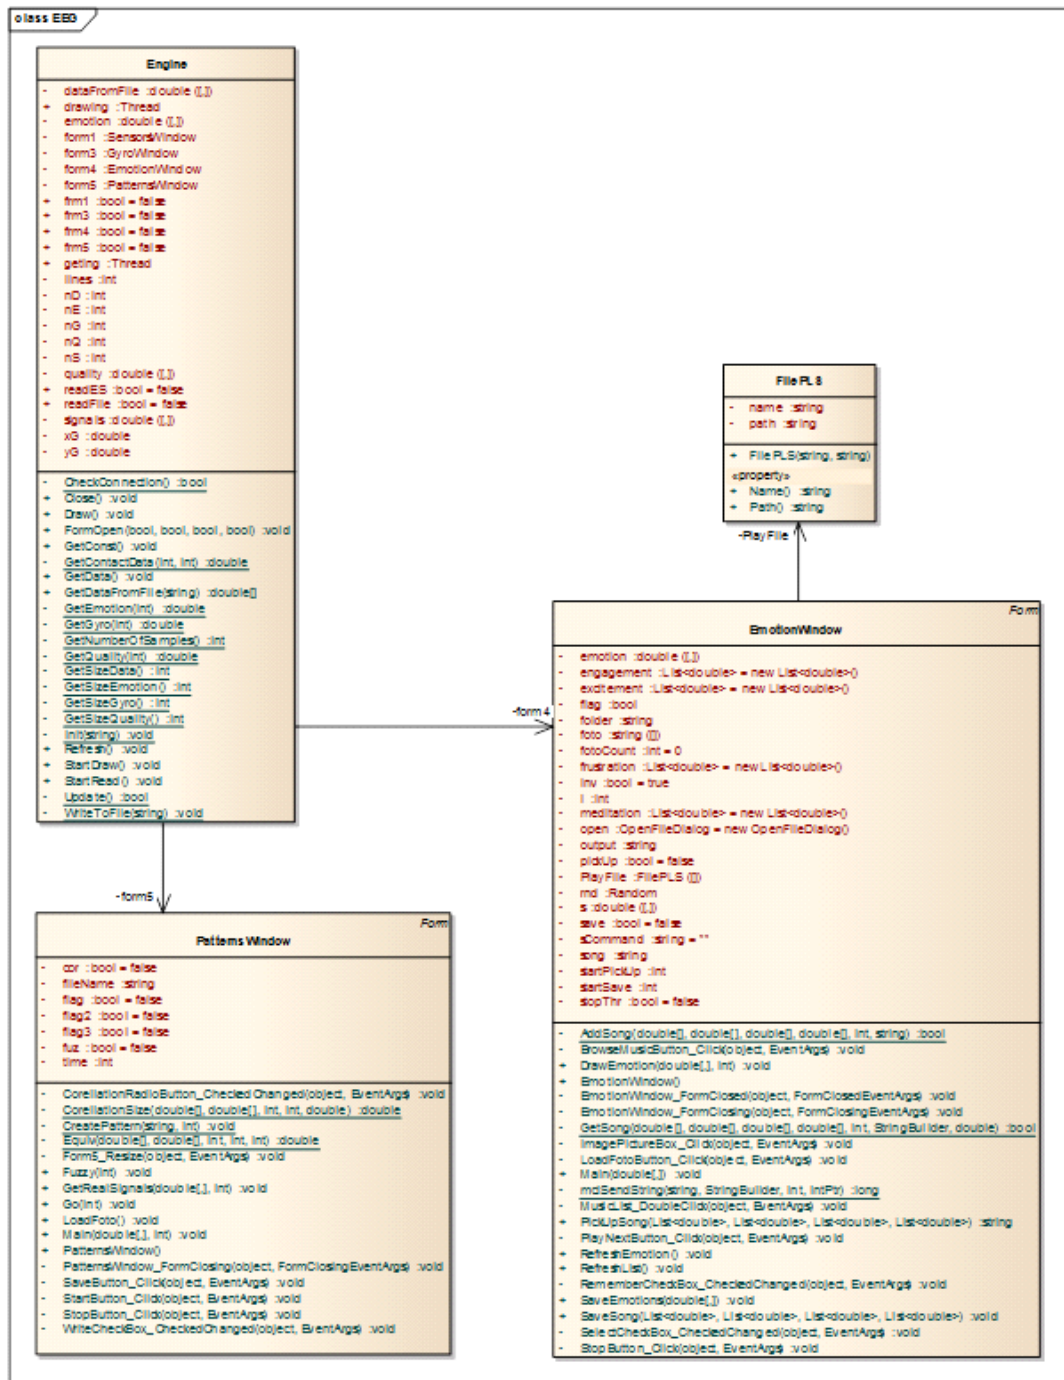 class EEG
Engine
- dataFromFile :double ([,])
+ drawing :Thread
- emotion :double ([,])
- form1 :SensorsWindow
- form3 :GyroWindow
- form4 :EmotionWindow
- form5 :PatternsWindow
+ frm1 :bool = false
+ frm3 :bool = false
+ frm4 :bool = false
+ frm5 :bool = false
+ geting :Thread
- lines :int
- nD :int
- nE :int
- nG :int
- nQ :int
- nS :int
- quality :double ([,])
+ readES :bool = false
+ readFile :bool = false
- signals :double ([,])
- xG :double
- yG :double
- CheckConnection() :bool
+ Close() :void
+ Draw() :void
+ FormOpen(bool, bool, bool, bool) :void
+ GetConst() :void
- GetContactData(int, int) :double
+ GetData() :void
+ GetDataFromFile(string) :double[]
- GetEmotion(int) :double
- GetGyro(int) :double
- GetNumberOfSamples() :int
- GetQuality(int) :double
- GetSizeData() :int
- GetSizeEmotion() :int
- GetSizeGyro() :int
- GetSizeQuality() :int
- Init(string) :void
+ Refresh() :void
+ StartDraw() :void
+ StartRead() :void
- Update() :bool
- WriteToFile(string) :void
FilePLS
- name :string
- path :string
+ FilePLS(string, string)
«property»
+ Name() :string
+ Path() :string
-PlayFile
-form4
-form5
Form
EmotionWindow
- emotion :double ([,])
- engagement :List<double> = new List<double>()
- excitement :List<double> = new List<double>()
- flag :bool
- folder :string
- foto :string ([])
- fotoCount :int = 0
- frustration :List<double> = new List<double>()
- inv :bool = true
- l :int
- meditation :List<double> = new List<double>()
- open :OpenFileDialog = new OpenFileDialog()
- output :string
- pickUp :bool = false
- PlayFile :FilePLS ([])
- rnd :Random
- s :double ([,])
- save :bool = false
- sCommand :string = ""
- song :string
- startPickUp :int
- startSave :int
- stopThr :bool = false
- AddSong(double[], double[], double[], double[], int, string) :bool
- BrowseMusicButton_Click(object, EventArgs) :void
+ DrawEmotion(double[,], int) :void
+ EmotionWindow()
- EmotionWindow_FormClosed(object, FormClosedEventArgs) :void
- EmotionWindow_FormClosing(object, FormClosingEventArgs) :void
- GetSong(double[], double[], double[], double[], int, StringBuilder, double) :bool
- ImagePictureBox_Click(object, EventArgs) :void
- LoadFotoButton_Click(object, EventArgs) :void
+ Main(double[,]) :void
- mciSendString(string, StringBuilder, int, IntPtr) :long
- MusicList_DoubleClick(object, EventArgs) :void
+ PickUpSong(List<double>, List<double>, List<double>, List<double>) :string
- PlayNextButton_Click(object, EventArgs) :void
+ RefreshEmotion() :void
+ RefreshList() :void
- RememberCheckBox_CheckedChanged(object, EventArgs) :void
+ SaveEmotions(double[,]) :void
+ SaveSong(List<double>, List<double>, List<double>, List<double>) :void
- SelectCheckBox_CheckedChanged(object, EventArgs) :void
- StopButton_Click(object, EventArgs) :void
Form
PatternsWindow
- cor :bool = false
- fileName :string
- flag :bool = false
- flag2 :bool = false
- flag3 :bool = false
- fuz :bool = false
- time :int
- CorellationRadioButton_CheckedChanged(object, EventArgs) :void
- CorellationSize(double[], double[], int, int, double) :double
- CreatePattern(string, int) :void
- Equiv(double[], double[], int, int, int) :double
- Form5_Resize(object, EventArgs) :void
+ Fuzzy(int) :void
+ GetRealSignals(double[,], int) :void
+ Go(int) :void
+ LoadFoto() :void
+ Main(double[,], int) :void
+ PatternsWindow()
- PatternsWindow_FormClosing(object, FormClosingEventArgs) :void
- SaveButton_Click(object, EventArgs) :void
- StartButton_Click(object, EventArgs) :void
- StopButton_Click(object, EventArgs) :void
- WriteCheckBox_CheckedChanged(object, EventArgs) :void